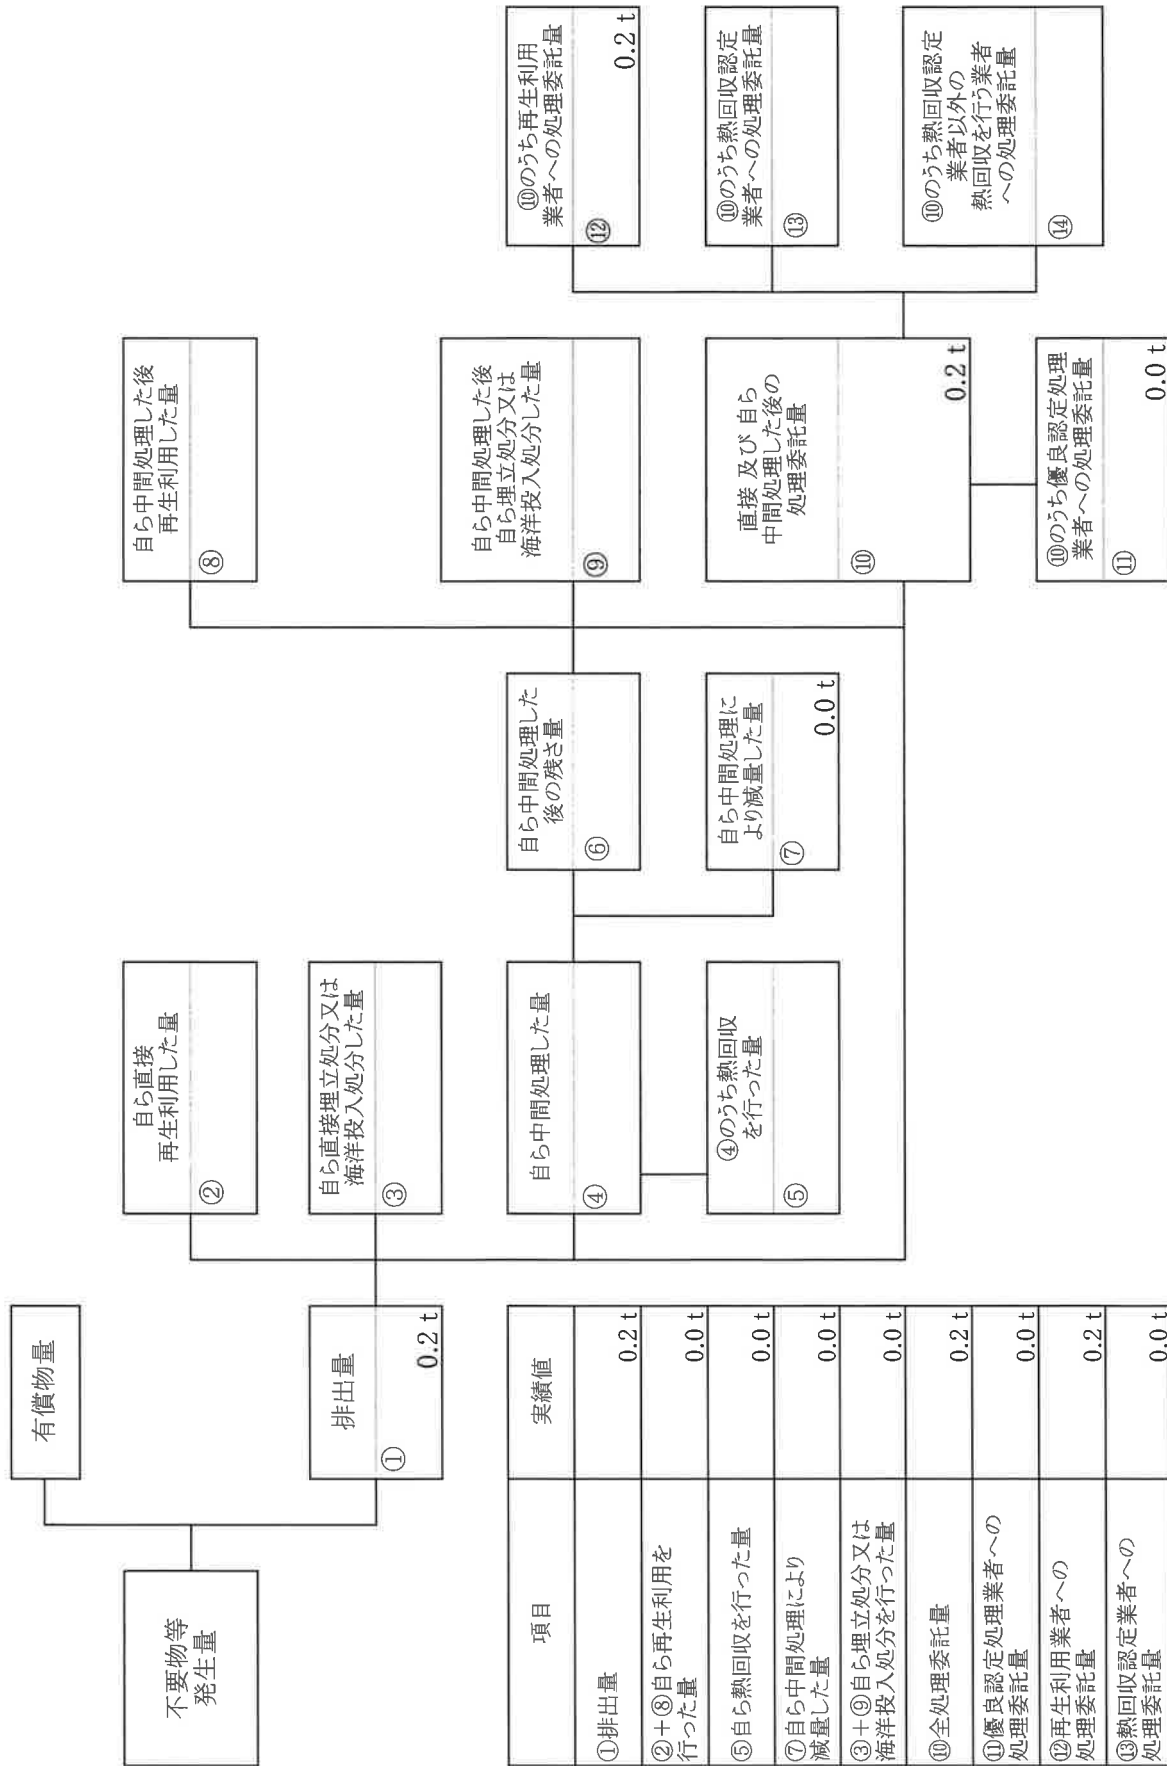 有償物量
不要物等
発生量
排出量
①
0.2 t
自ら直接
再生利用した量
②
自ら直接埋立処分又は
海洋投入処分した量
③
自ら中間処理した量
④
④のうち熱回収
を行った量
⑤
自ら中間処理した
後の残さ量
⑥
自ら中間処理に
より減量した量
⑦
0.0 t
自ら中間処理した後
再生利用した量
⑧
自ら中間処理した後
自ら埋立処分又は
海洋投入処分した量
⑨
直接 及び 自ら
中間処理した後の
処理委託量
⑩
0.2 t
⑩のうち優良認定処理
業者への処理委託量
⑪
0.0 t
⑩のうち再生利用
業者への処理委託量
⑫
0.2 t
⑩のうち熱回収認定
業者への処理委託量
⑬
⑩のうち熱回収認定
業者以外の
熱回収を行う業者
への処理委託量
⑭
項目 実績値
①排出量 0.2 t
②+⑧自ら再生利用を
行った量 0.0 t
⑤自ら熱回収を行った量 0.0 t
⑦自ら中間処理により
減量した量 0.0 t
③+⑨自ら埋立処分又は
海洋投入処分を行った量 0.0 t
⑩全処理委託量 0.2 t
⑪優良認定処理業者への
処理委託量 0.0 t
⑫再生利用業者への
処理委託量 0.2 t
⑬熱回収認定業者への
処理委託量 0.0 t